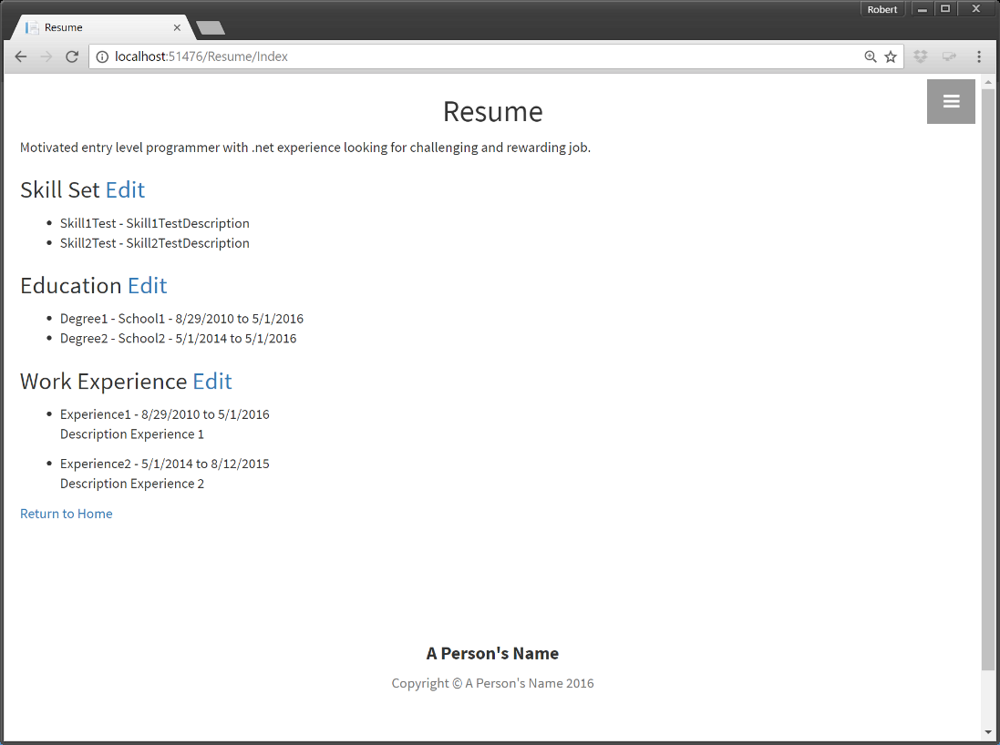 Robert
Resume
localhost:51476/Resume/Index
Resume
Motivated entry level programmer with .net experience looking for challenging and rewarding job.
Skill Set Edit
Skill1Test - Skill1TestDescription
Skill2Test - Skill2TestDescription
Education Edit
Degree1 - School1 - 8/29/2010 to 5/1/2016
Degree2 - School2 - 5/1/2014 to 5/1/2016
Work Experience Edit
Experience1 - 8/29/2010 to 5/1/2016
Description Experience 1
Experience2 - 5/1/2014 to 8/12/2015
Description Experience 2
Return to Home
A Person's Name
Copyright © A Person's Name 2016